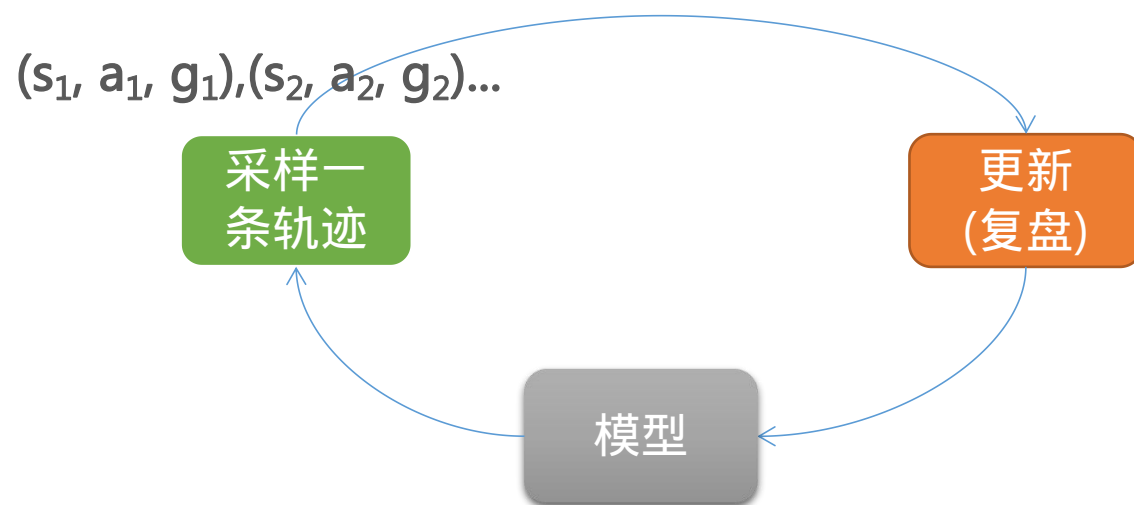 (s₁, a₁, g₁),(s₂, a₂, g₂)...
采样一
条轨迹
更新
(复盘)
模型